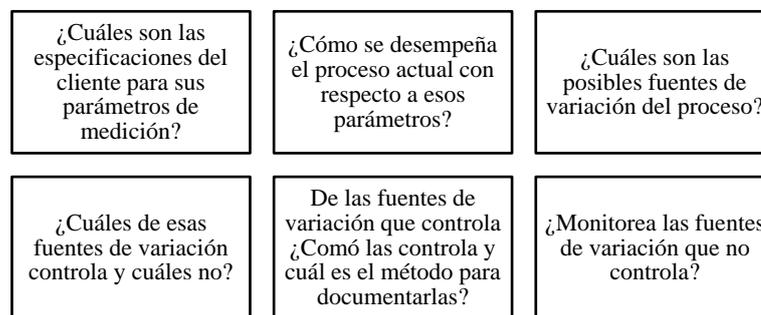 ¿Cuáles son las
especificaciones del
cliente para sus
parámetros de
medición?
¿Cómo se desempeña
el proceso actual con
respecto a esos
parámetros?
¿Cuáles son las
posibles fuentes de
variación del proceso?
¿Cuáles de esas
fuentes de variación
controla y cuáles no?
De las fuentes de
variación que controla
¿Comó las controla y
cuál es el método para
documentarlas?
¿Monitorea las fuentes
de variación que no
controla?